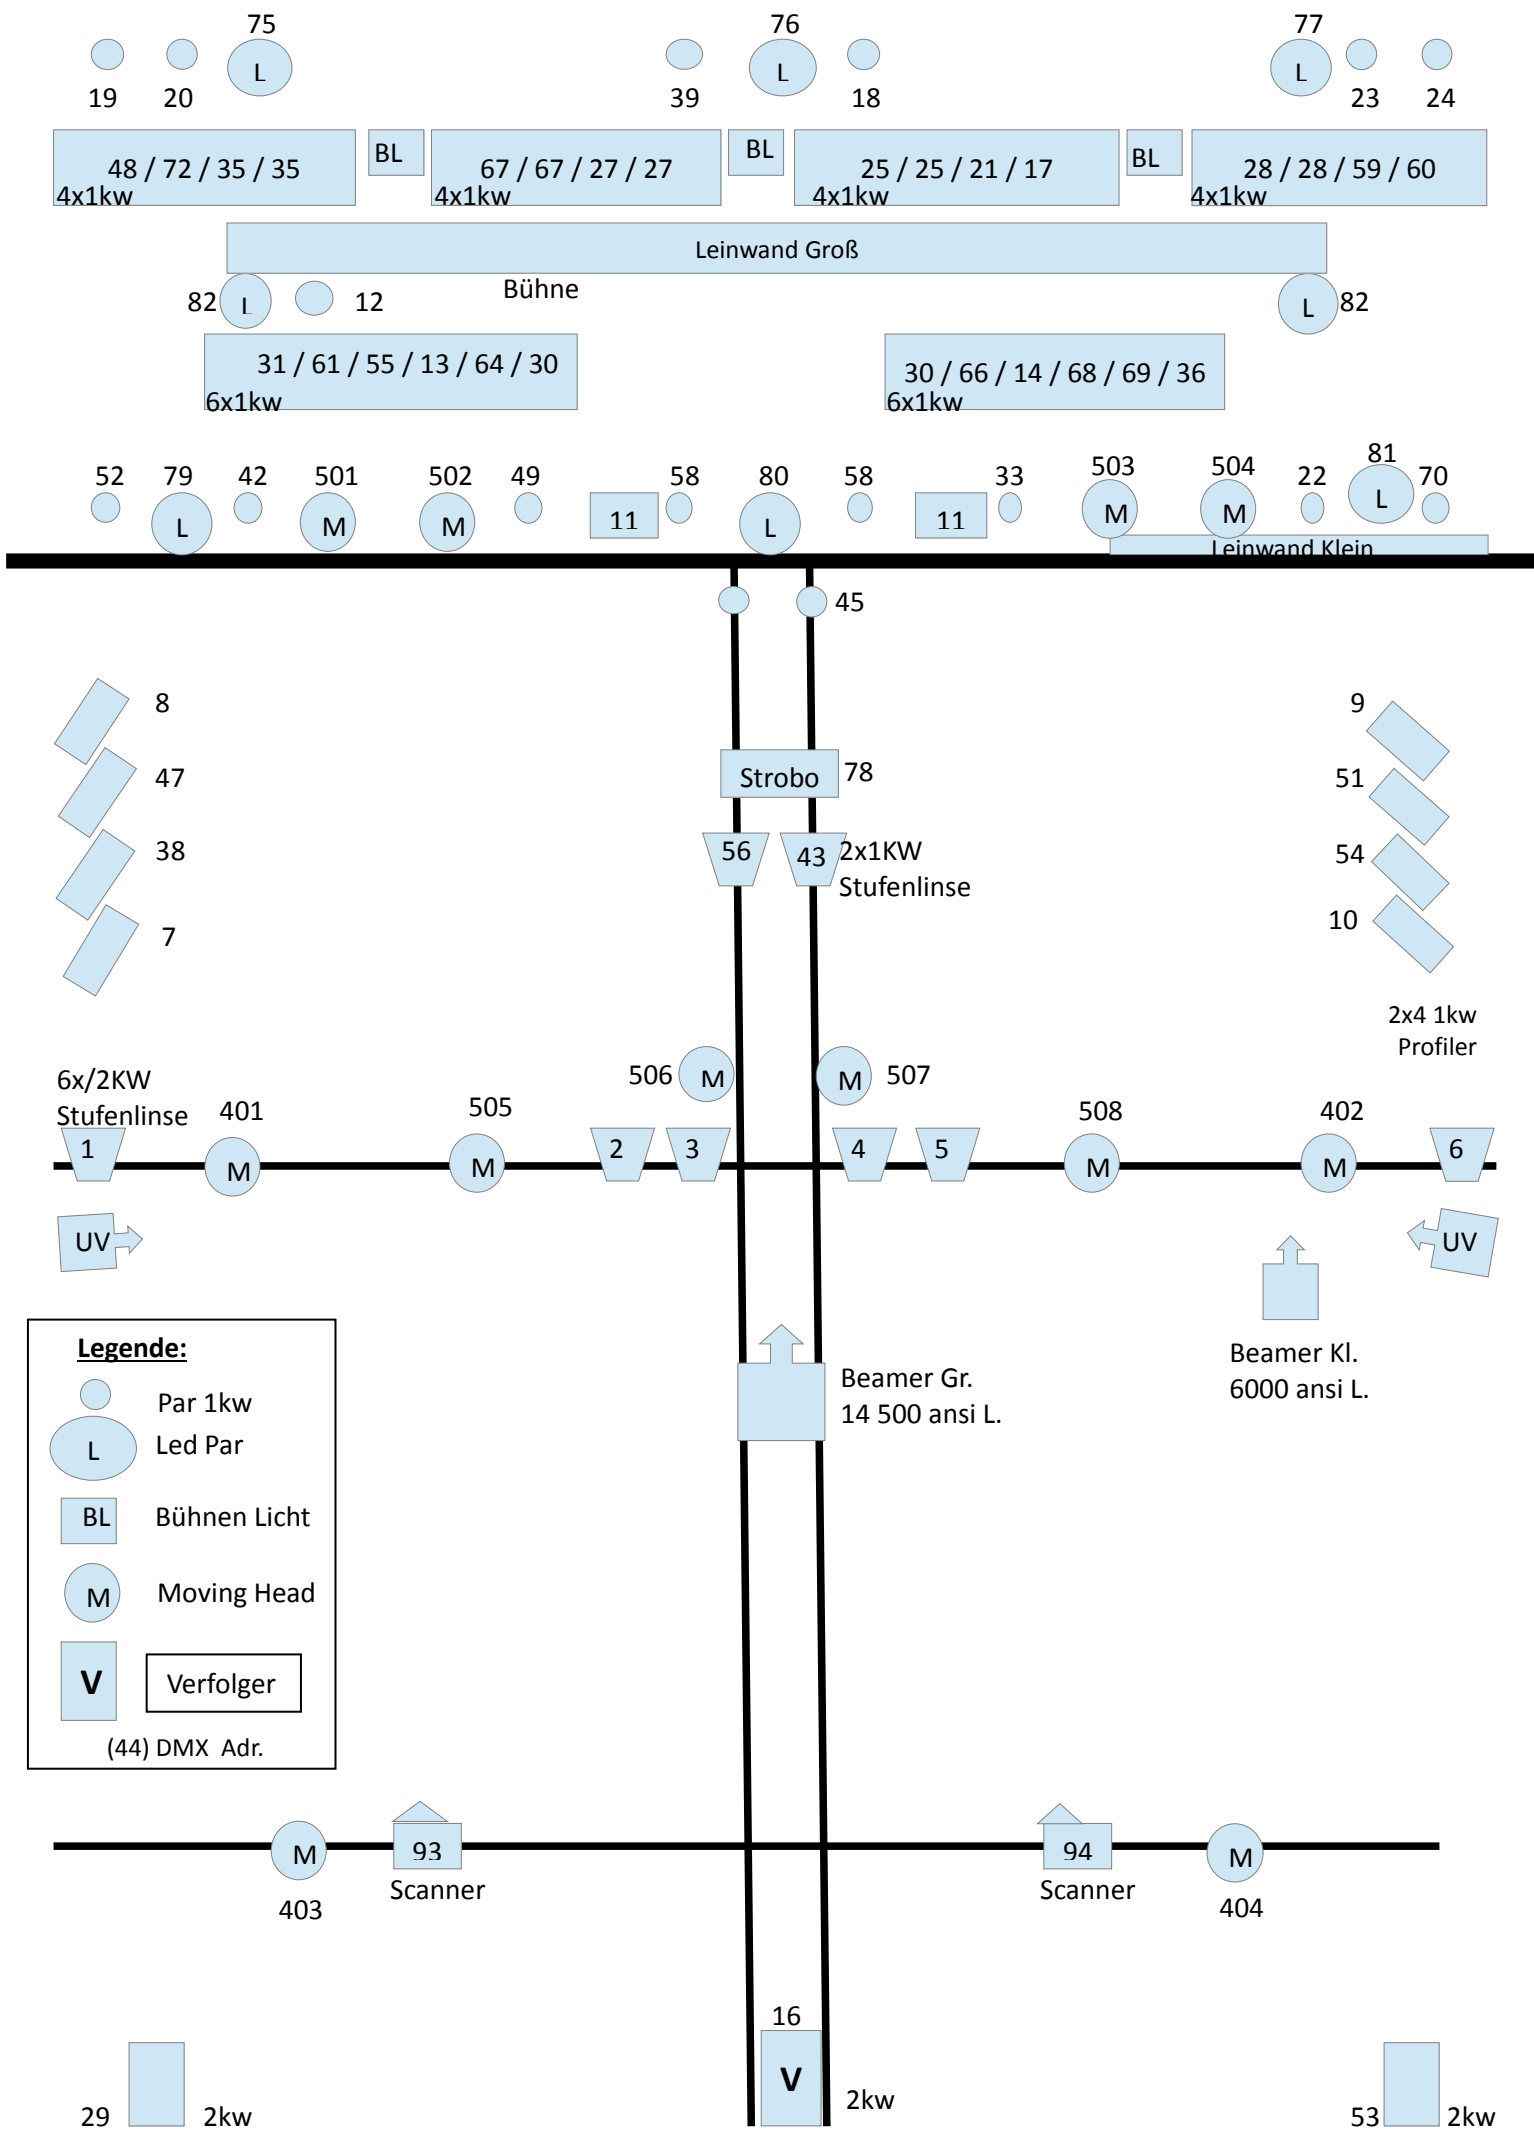 75 76 77
L L L
19 20 39 18 23 24
48 / 72 / 35 / 35 BL 67 / 67 / 27 / 27 BL 25 / 25 / 21 / 17 BL 28 / 28 / 59 / 60
4x1kw 4x1kw 4x1kw 4x1kw
Leinwand Groß
82 L 12 Bühne L 82
31 / 61 / 55 / 13 / 64 / 30 30 / 66 / 14 / 68 / 69 / 36
6x1kw 6x1kw
52 79 42 501 502 49 58 80 58 33 503 504 22 81 70
L M M 11 L 11 M M L
Leinwand Klein
45
8 9
Strobo 78
47 51
56 43 2x1KW
Stufenlinse
38 54
7 10
2x4 1kw
Profiler
506 M M 507
6x/2KW
Stufenlinse
401 505 508 402
1 M M 2 3 4 5 M M 6
UV UV
Beamer Gr.
14 500 ansi L.
Beamer Kl.
6000 ansi L.
Legende:
Par 1kw
L Led Par
BL Bühnen Licht
M Moving Head
V Verfolger
(44) DMX Adr.
M 93 94 M
403 Scanner Scanner 404
16
V 2kw
29 2kw 53 2kw